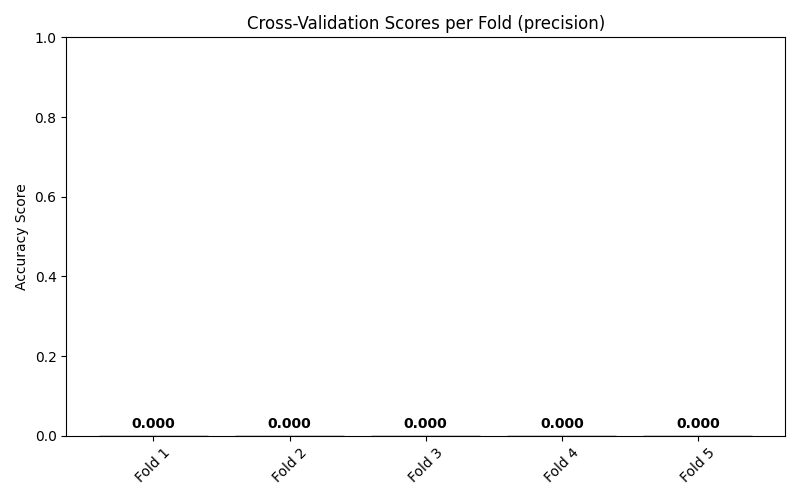 Cross-Validation Scores per Fold (precision)
Accuracy Score
1.0
0.8
0.6
0.4
0.2
0.0
0.000 0.000 0.000 0.000 0.000
Fold 1 Fold 2 Fold 3 Fold 4 Fold 5